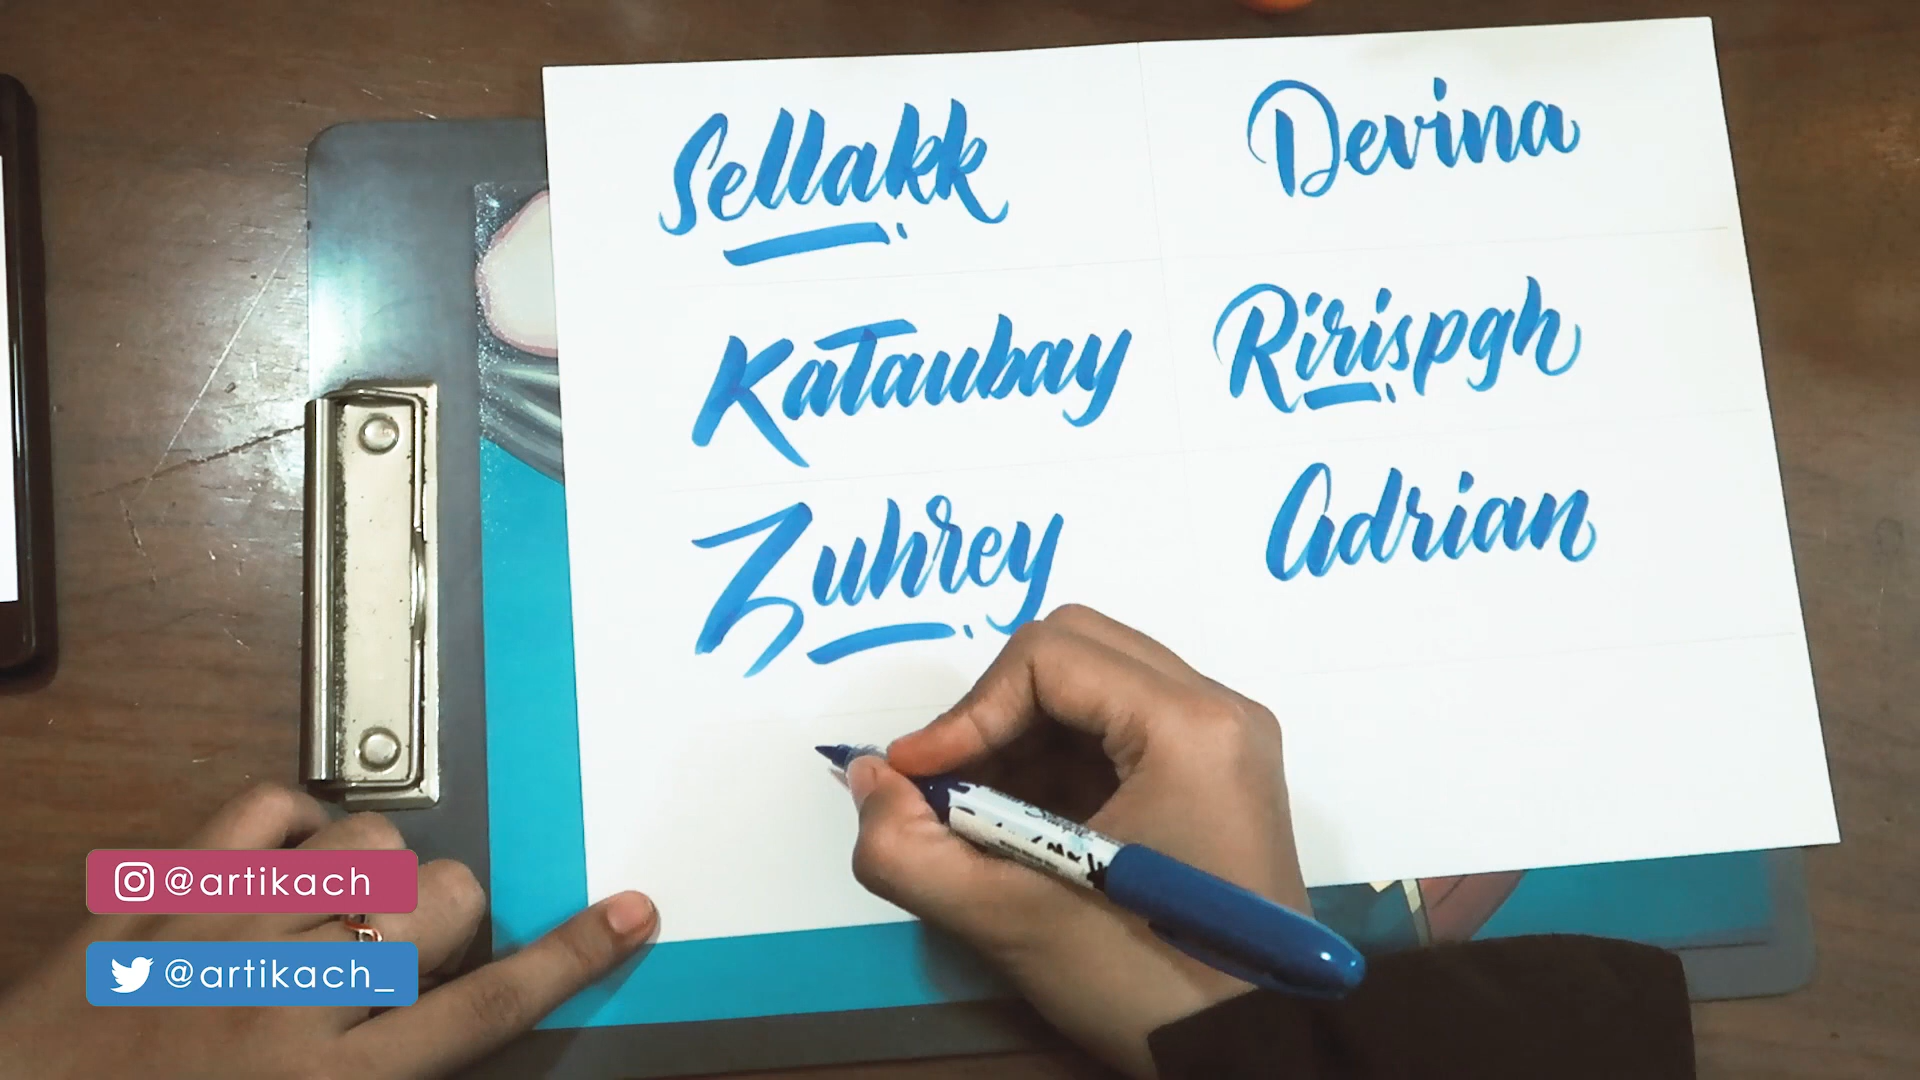 Sellakk
Devina
Kataubay
Ririspgh
Zuhrey
adrian
@artikach
@artikach_